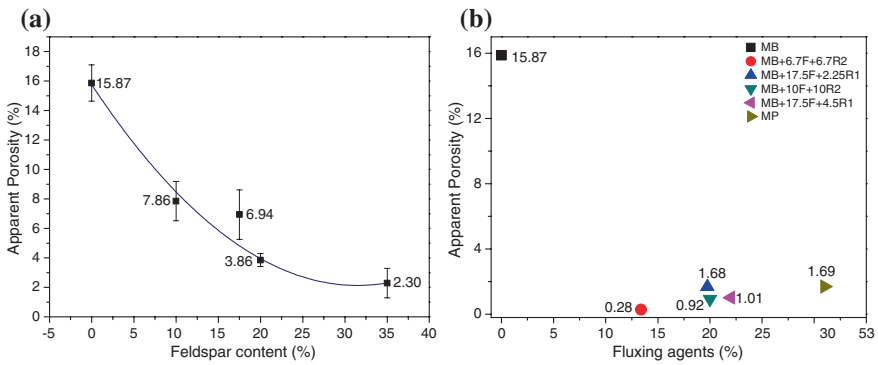 (a)
18
16
14
12
10
8
6
4
2
0
Apparent Porosity (%)
15.87
7.86
6.94
3.86
2.30
-5 0 5 10 15 20 25 30 35 40
Feldspar content (%)
(b)
16
12
8
4
0
Apparent Porosity (%)
15.87
MB
MB+6.7F+6.7R2
MB+17.5F+2.25R1
MB+10F+10R2
MB+17.5F+4.5R1
MP
0.28
1.68
0.92
1.01
1.69
0 5 10 15 20 25 30 53
Fluxing agents (%)